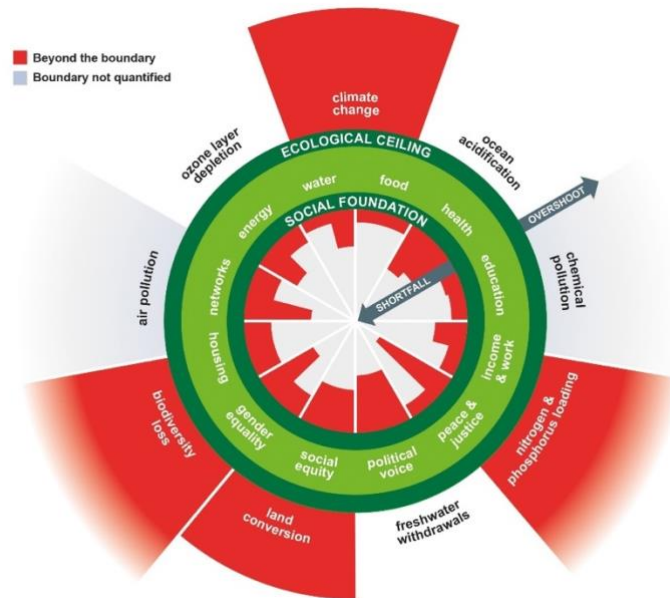 Beyond the boundary
Boundary not quantified
climate
change
ozone layer
depletion
ocean
acidification
ECOLOGICAL CEILING
water
food
energy
health
SOCIAL FOUNDATION
OVERSHOOT
SHORTFALL
networks
education
air pollution
chemical
pollution
housing
income
& work
gender
equality
peace &
justice
social
equity
political
voice
biodiversity
loss
nitrogen &
phosphorus loading
land
conversion
freshwater
withdrawals